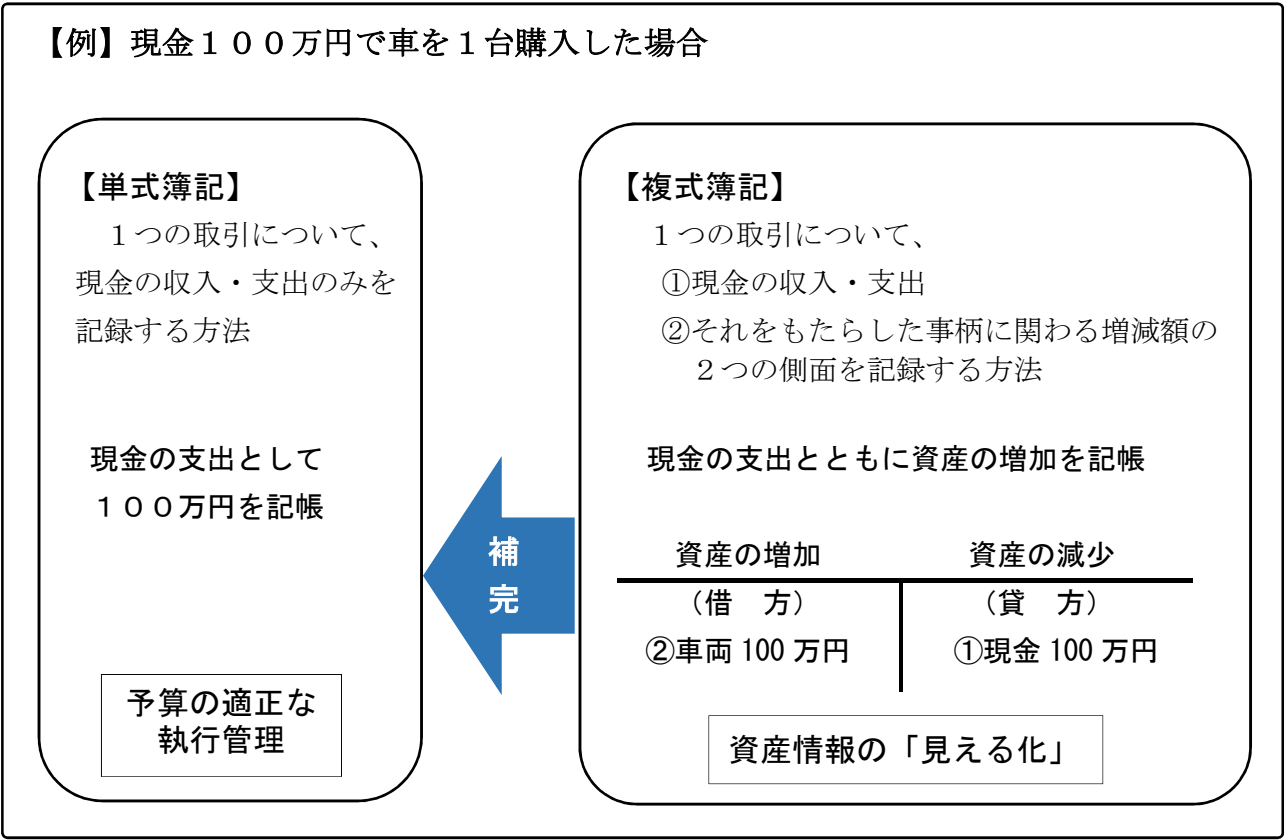 【例】現金１００万円で車を１台購入した場合
【単式簿記】
１つの取引について、
現金の収入・支出のみを
記録する方法
現金の支出として
１００万円を記帳
予算の適正な
執行管理
補
完
【複式簿記】
１つの取引について、
①現金の収入・支出
②それをもたらした事柄に関わる増減額の
２つの側面を記録する方法
現金の支出とともに資産の増加を記帳
資産の増加　資産の減少
（借　方）　（貸　方）
②車両 100 万円　①現金 100 万円
資産情報の「見える化」